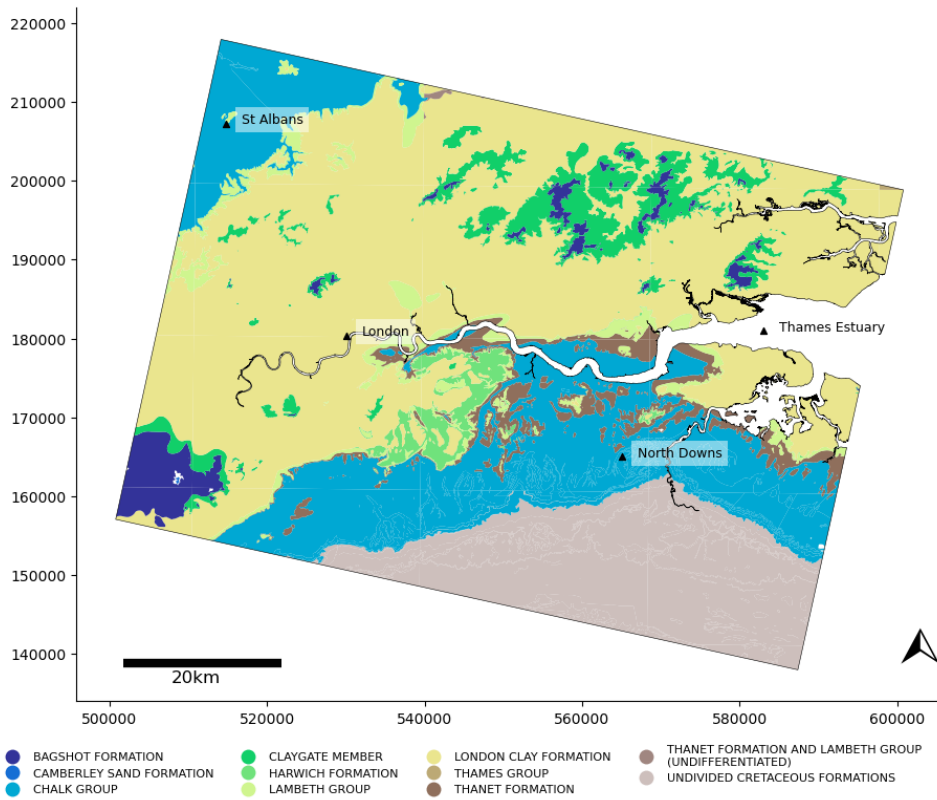 220000
210000
200000
190000
180000
170000
160000
150000
140000
St Albans
London
Thames Estuary
North Downs
20km
500000 520000 540000 560000 580000 600000
BAGSHOT FORMATION
CAMBERLEY SAND FORMATION
CHALK GROUP
CLAYGATE MEMBER
HARWICH FORMATION
LAMBETH GROUP
LONDON CLAY FORMATION
THAMES GROUP
THANET FORMATION
THANET FORMATION AND LAMBETH GROUP
(UNDIFFERENTIATED)
UNDIVIDED CRETACEOUS FORMATIONS